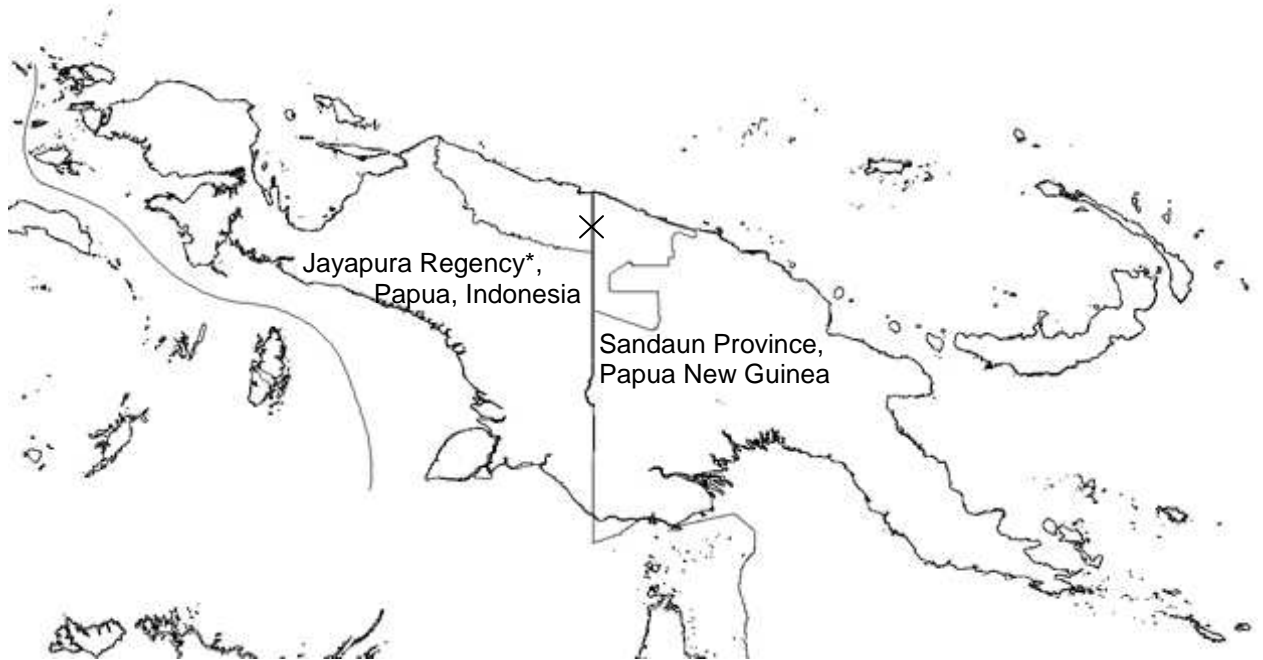 Jayapura Regency*,
Papua, Indonesia
Sandaun Province,
Papua New Guinea